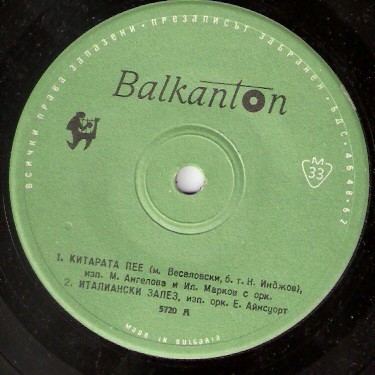 ВСИЧКИ ПРАВА ЗАПАЗЕНИ. ПРЕЗАПИСЪТ ЗАБРАНЕН. БДС. 4646-62
Balkanton
M
33
1. КИТАРАТА ПЕЕ (м. Веселовски, б. т. Н. Инджов),
изп. М. Ангелова и Ил. Марков с орк.
2. ИТАЛИАНСКИ ЗАЛЕЗ, изп. орк. Е. Айнсуорт
5720 А
MADE IN BULGARIA